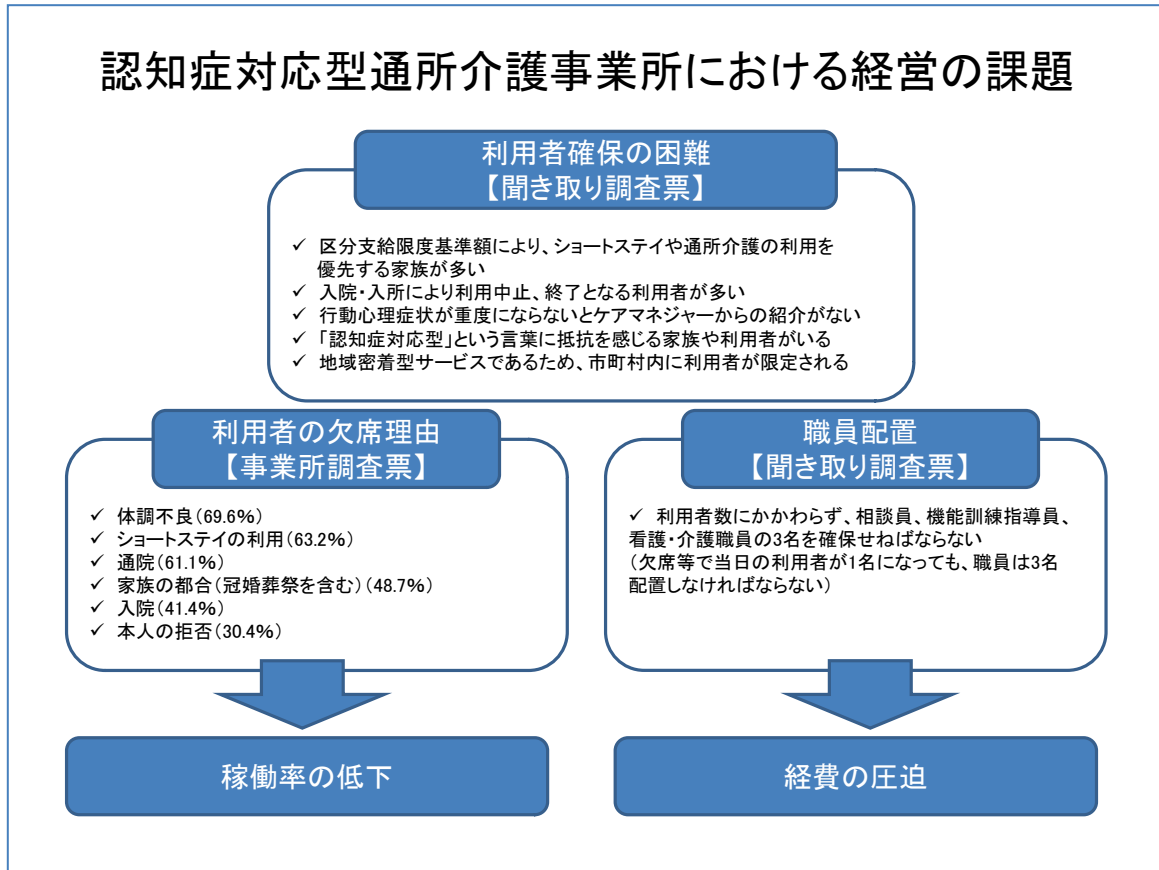 認知症対応型通所介護事業所における経営の課題
利用者確保の困難
【聞き取り調査票】
✓ 区分支給限度基準額により、ショートステイや通所介護の利用を
優先する家族が多い
✓ 入院・入所により利用中止、終了となる利用者が多い
✓ 行動心理症状が重度にならないとケアマネジャーからの紹介がない
✓ 「認知症対応型」という言葉に抵抗を感じる家族や利用者がいる
✓ 地域密着型サービスであるため、市町村内に利用者が限定される
利用者の欠席理由
【事業所調査票】
✓ 体調不良(69.6%)
✓ ショートステイの利用(63.2%)
✓ 通院(61.1%)
✓ 家族の都合(冠婚葬祭を含む)(48.7%)
✓ 入院(41.4%)
✓ 本人の拒否(30.4%)
稼働率の低下
職員配置
【聞き取り調査票】
✓ 利用者数にかかわらず、相談員、機能訓練指導員、
看護・介護職員の3名を確保せねばならない
(欠席等で当日の利用者が1名になっても、職員は3名
配置しなければならない)
経費の圧迫